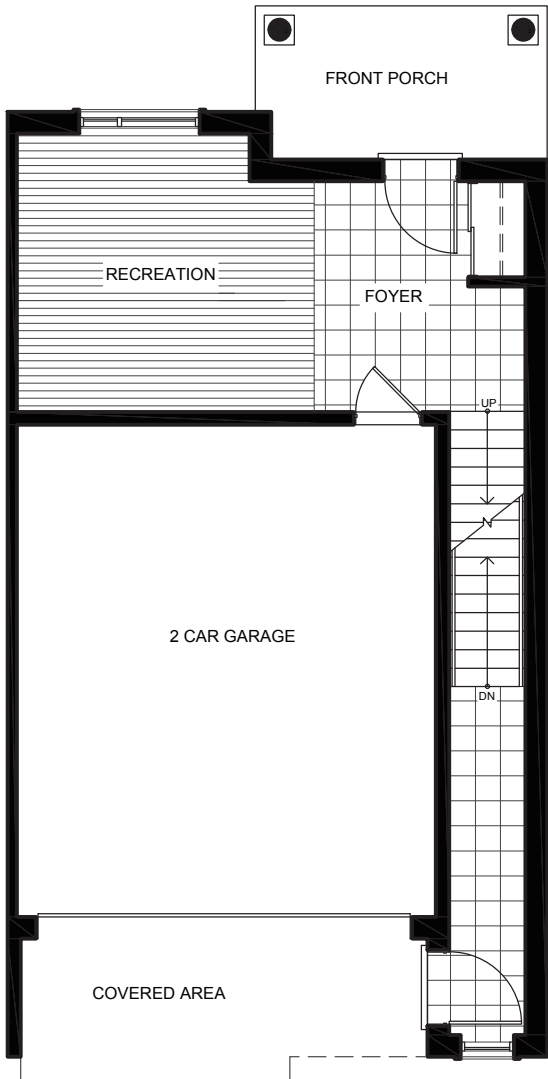 FRONT PORCH
RECREATION
FOYER
UP
N
2 CAR GARAGE
DN
COVERED AREA